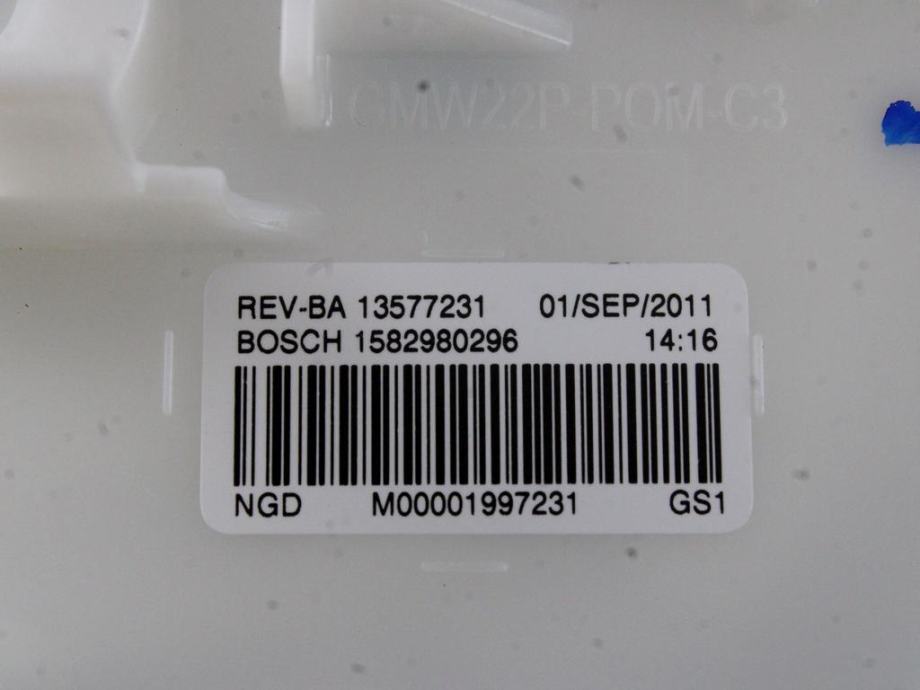 GMW22P-POM-C3
REV-BA 13577231 01/SEP/2011
BOSCH 1582980296 14:16
NGD M00001997231 GS1